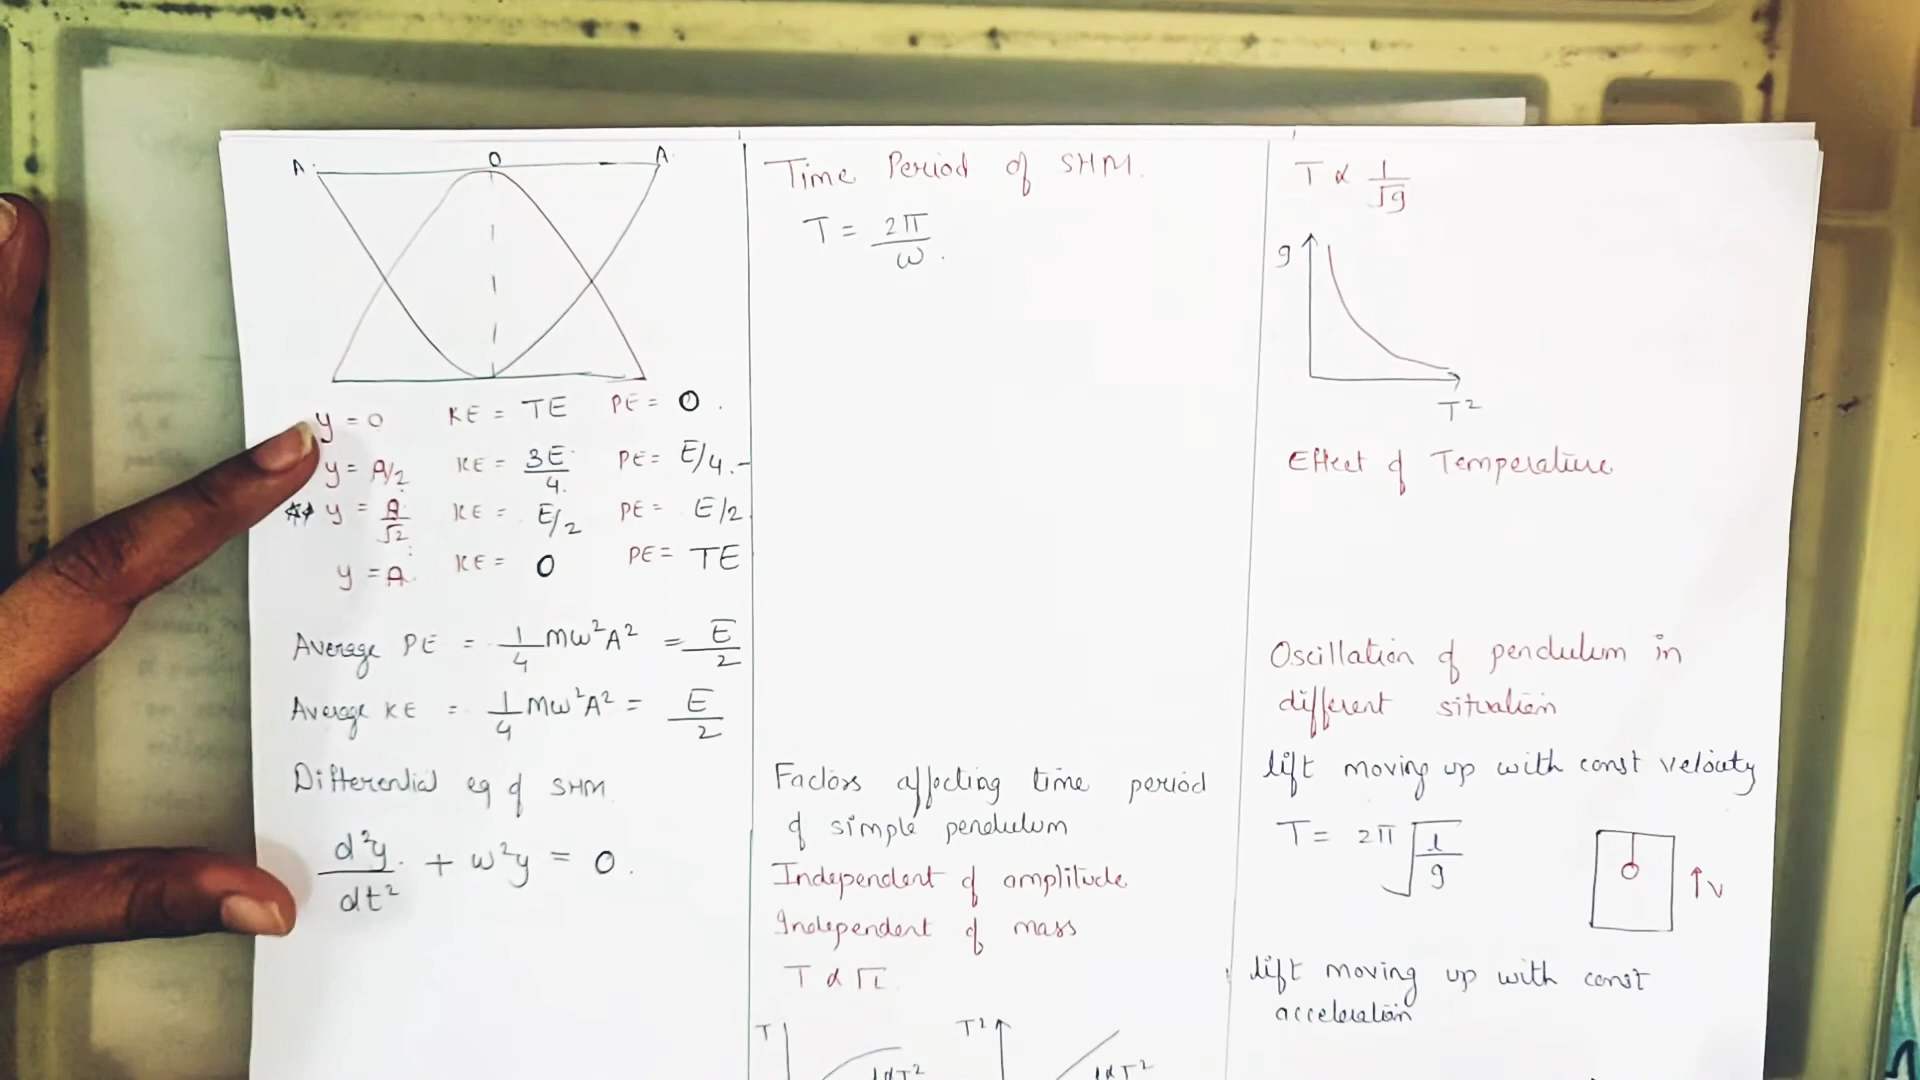 A O A
y = 0 KE = TE PE = 0.
y = A/2 KE = 3E/4. PE = E/4.
y = A/√2 KE = E/2 PE = E/2
y = A. KE = 0 PE = TE
Average PE = 1/4 mω²A² = E/2
Average KE = 1/4 mω²A² = E/2
Differential eq of SHM.
d²y/dt² + ω²y = 0.
Time Period of SHM.
T = 2π/ω.
Factors affecting time period
of simple pendulum
Independent of amplitude
Independent of mass
T α √l
T T²
lαT² lαT²
T α 1/√g
g
T²
Effect of Temperature
Oscillation of pendulum in
different situation
lift moving up with const velocity
T = 2π √l/g
↑v
lift moving up with const
acceleration